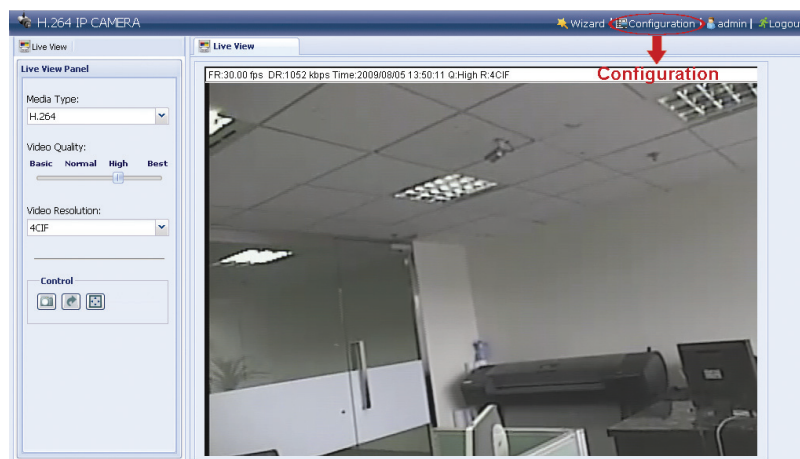 H.264 IP CAMERA
Wizard | Configuration | admin | Logout
Live View
Live View
Configuration
Live View Panel
FR:30.00 fps DR:1052 kbps Time:2009/08/05 13:50:11 Q:High R:4CIF
Media Type:
H.264
Video Quality:
Basic Normal High Best
Video Resolution:
4CIF
Control